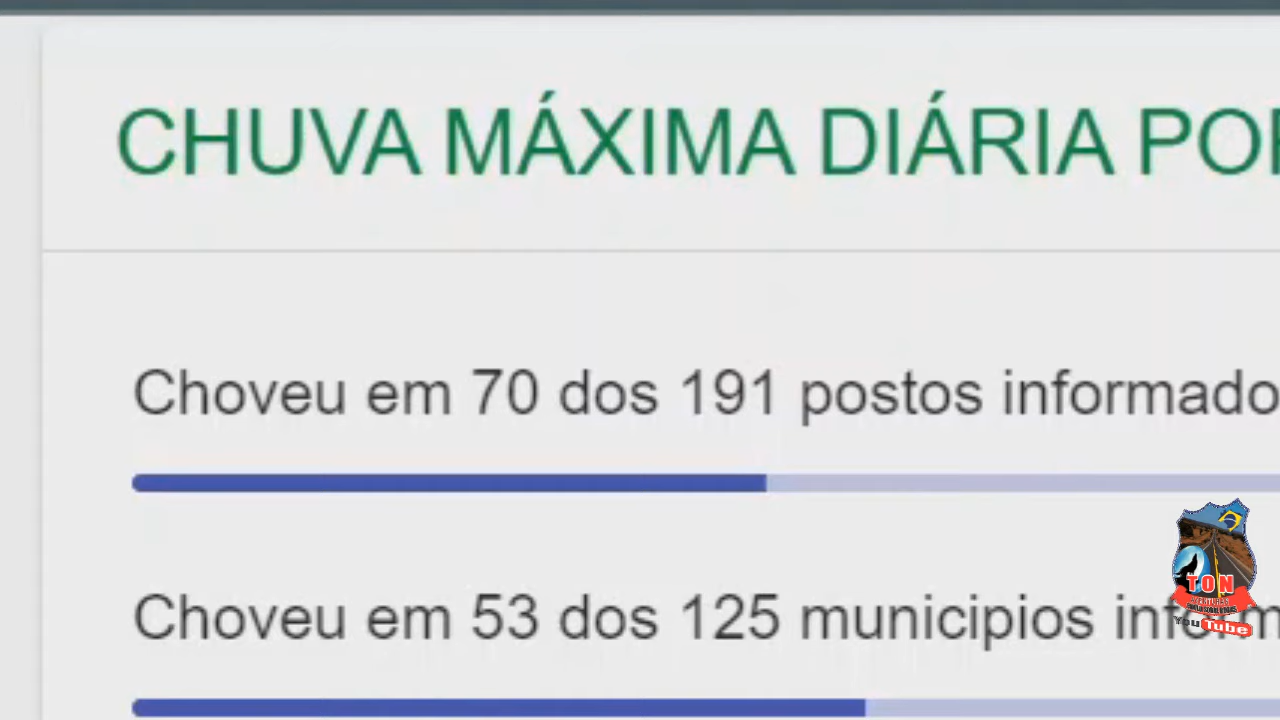 CHUVA MÁXIMA DIÁRIA PO
Choveu em 70 dos 191 postos informado
Choveu em 53 dos 125 municipios
TON
AVENTURAS
YouTube